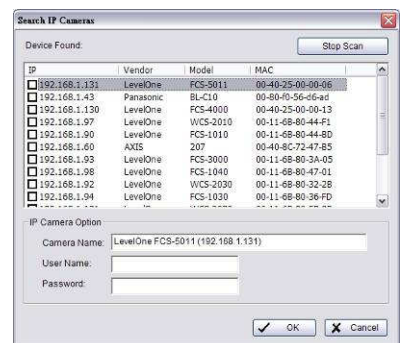 Search IP Cameras
Device Found:
Stop Scan
IP Vendor Model MAC
192.168.1.131 LevelOne FCS-5011 00-40-25-00-00-06
192.168.1.43 Panasonic BL-C10 00-80-f0-56-d6-ad
192.168.1.130 LevelOne FCS-4000 00-40-25-00-00-13
192.168.1.97 LevelOne WCS-2010 00-11-6B-80-44-F1
192.168.1.90 LevelOne FCS-1010 00-11-6B-80-44-BD
192.168.1.60 AXIS 207 00-40-8C-72-47-B5
192.168.1.93 LevelOne FCS-3000 00-11-6B-80-3A-05
192.168.1.98 LevelOne FCS-1040 00-11-6B-80-47-01
192.168.1.92 LevelOne WCS-2030 00-11-6B-80-32-2B
192.168.1.94 LevelOne FCS-1030 00-11-6B-80-36-FD
IP Camera Option
Camera Name: LevelOne FCS-5011 (192.168.1.131)
User Name:
Password:
OK Cancel